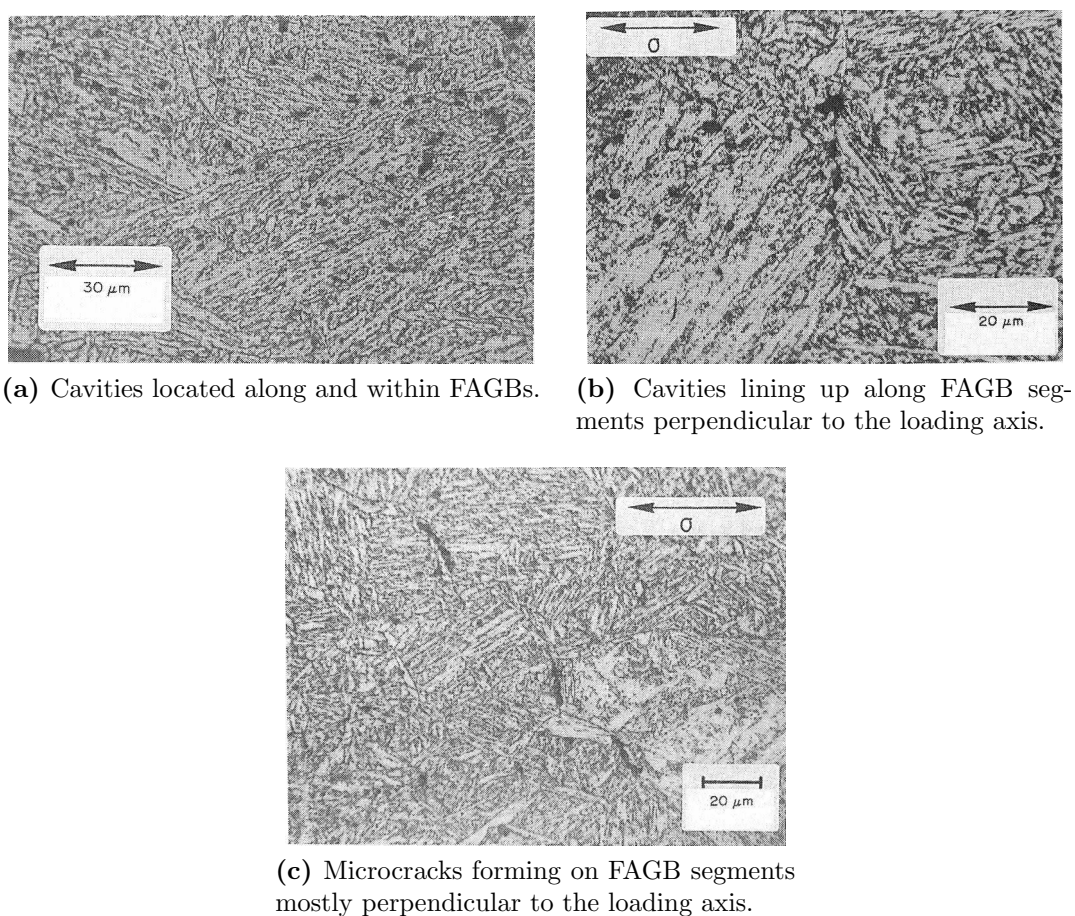 σ
30 μm
20 μm
(a) Cavities located along and within FAGBs.
(b) Cavities lining up along FAGB seg-
ments perpendicular to the loading axis.
σ
20 μm
(c) Microcracks forming on FAGB segments
mostly perpendicular to the loading axis.